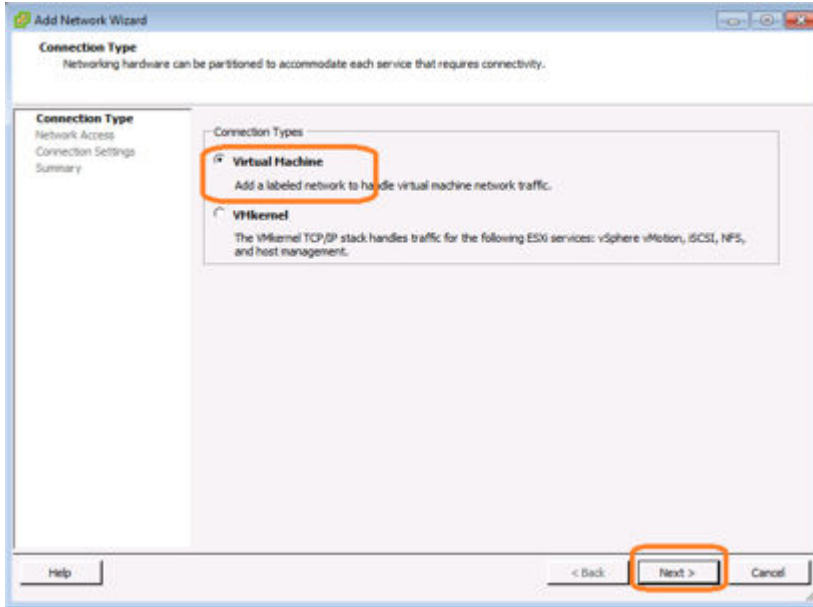 Add Network Wizard
Connection Type
Networking hardware can be partitioned to accommodate each service that requires connectivity.
Connection Type
Network Access
Connection Settings
Summary
Connection Types
Virtual Machine
Add a labeled network to handle virtual machine network traffic.
VMkernel
The VMkernel TCP/IP stack handles traffic for the following ESXi services: vSphere vMotion, iSCSI, NFS,
and host management.
Help
< Back
Next >
Cancel